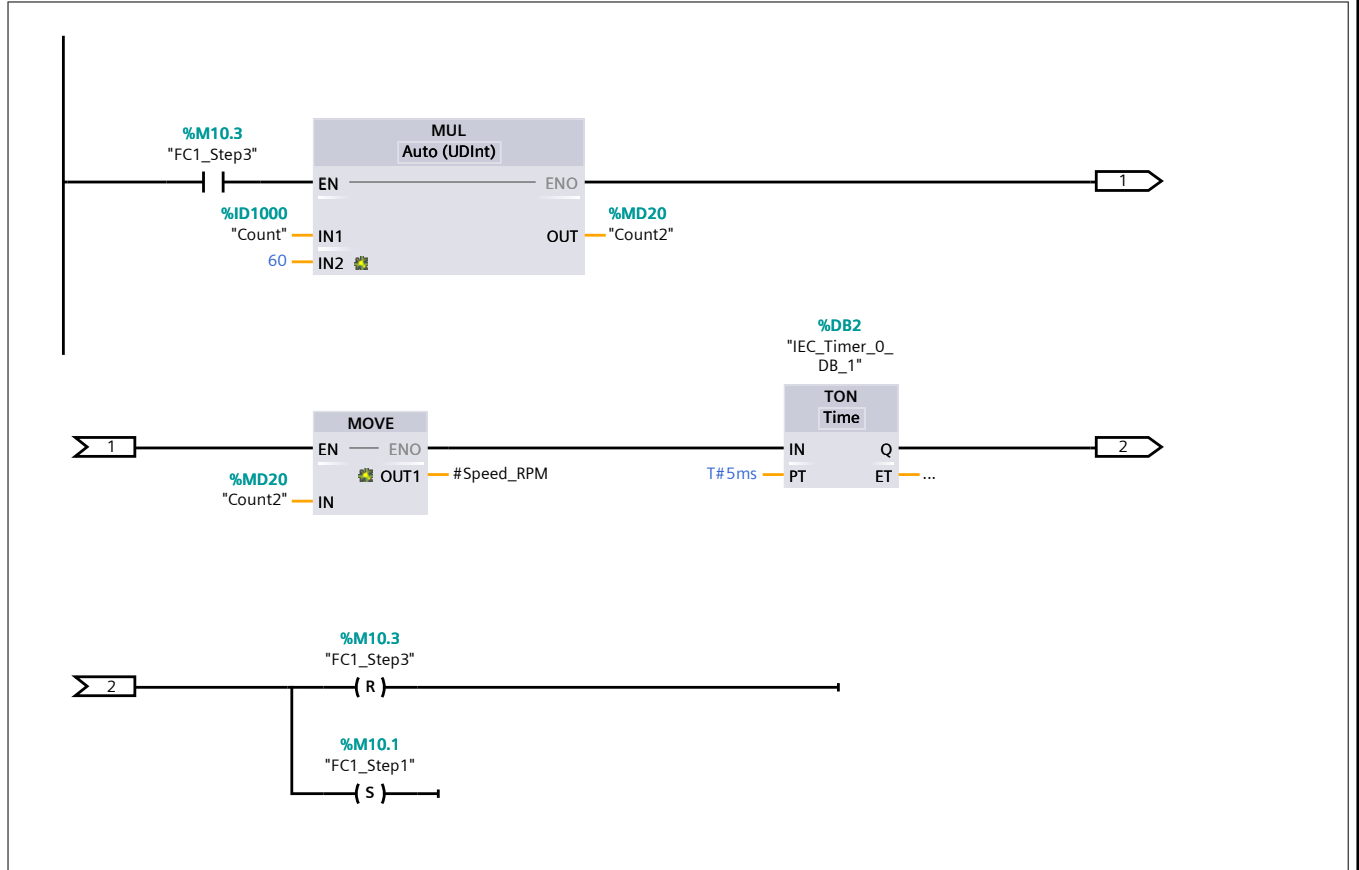 %M10.3
"FC1_Step3"
MUL
Auto (UDInt)
EN
ENO
1
%ID1000
"Count"
IN1
OUT
%MD20
"Count2"
60
IN2
%DB2
"IEC_Timer_0_
DB_1"
TON
Time
1
MOVE
EN
ENO
IN
Q
2
%MD20
"Count2"
OUT1
#Speed_RPM
T#5ms
PT
ET
...
IN
%M10.3
"FC1_Step3"
2
R
%M10.1
"FC1_Step1"
S